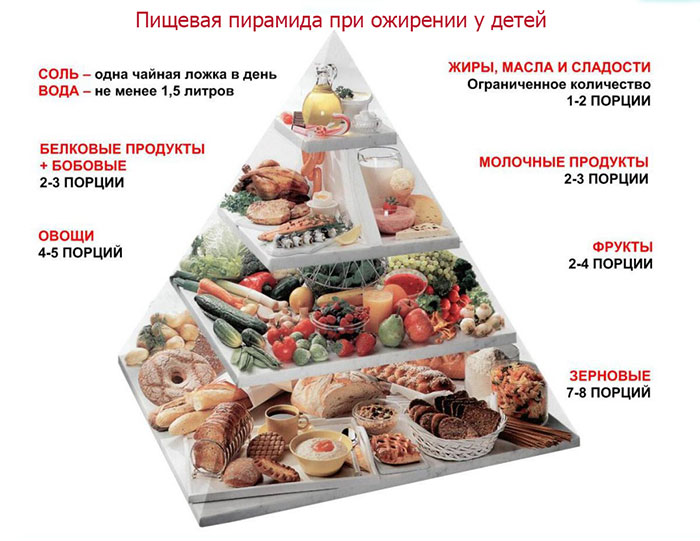 Пищевая пирамида при ожирении у детей
СОЛЬ – одна чайная ложка в день
ВОДА – не менее 1,5 литров
ЖИРЫ, МАСЛА И СЛАДОСТИ
Ограниченное количество
1-2 ПОРЦИИ
БЕЛКОВЫЕ ПРОДУКТЫ
+ БОБОВЫЕ
2-3 ПОРЦИИ
МОЛОЧНЫЕ ПРОДУКТЫ
2-3 ПОРЦИИ
ОВОЩИ
4-5 ПОРЦИЙ
ФРУКТЫ
2-4 ПОРЦИИ
ЗЕРНОВЫЕ
7-8 ПОРЦИЙ